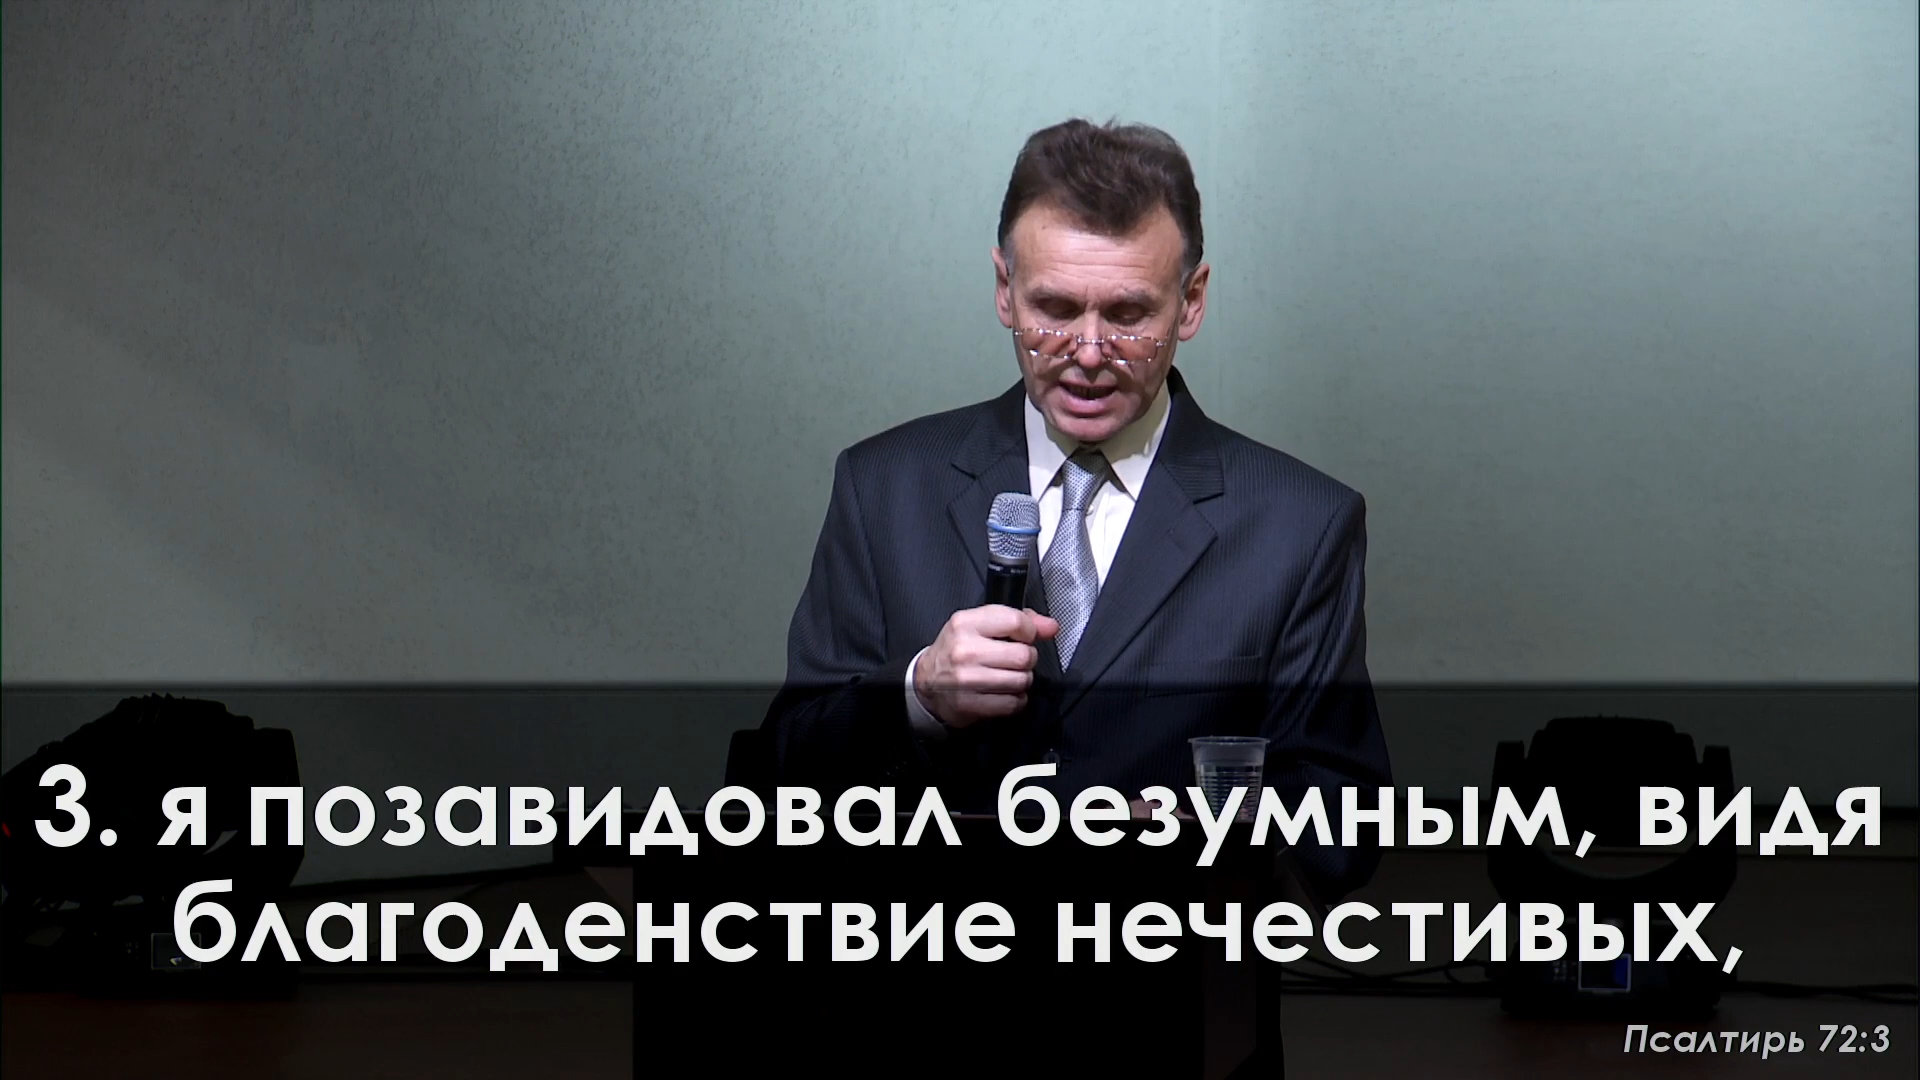 3. я позавидовал безумным, видя
благоденствие нечестивых,
Псалтирь 72:3